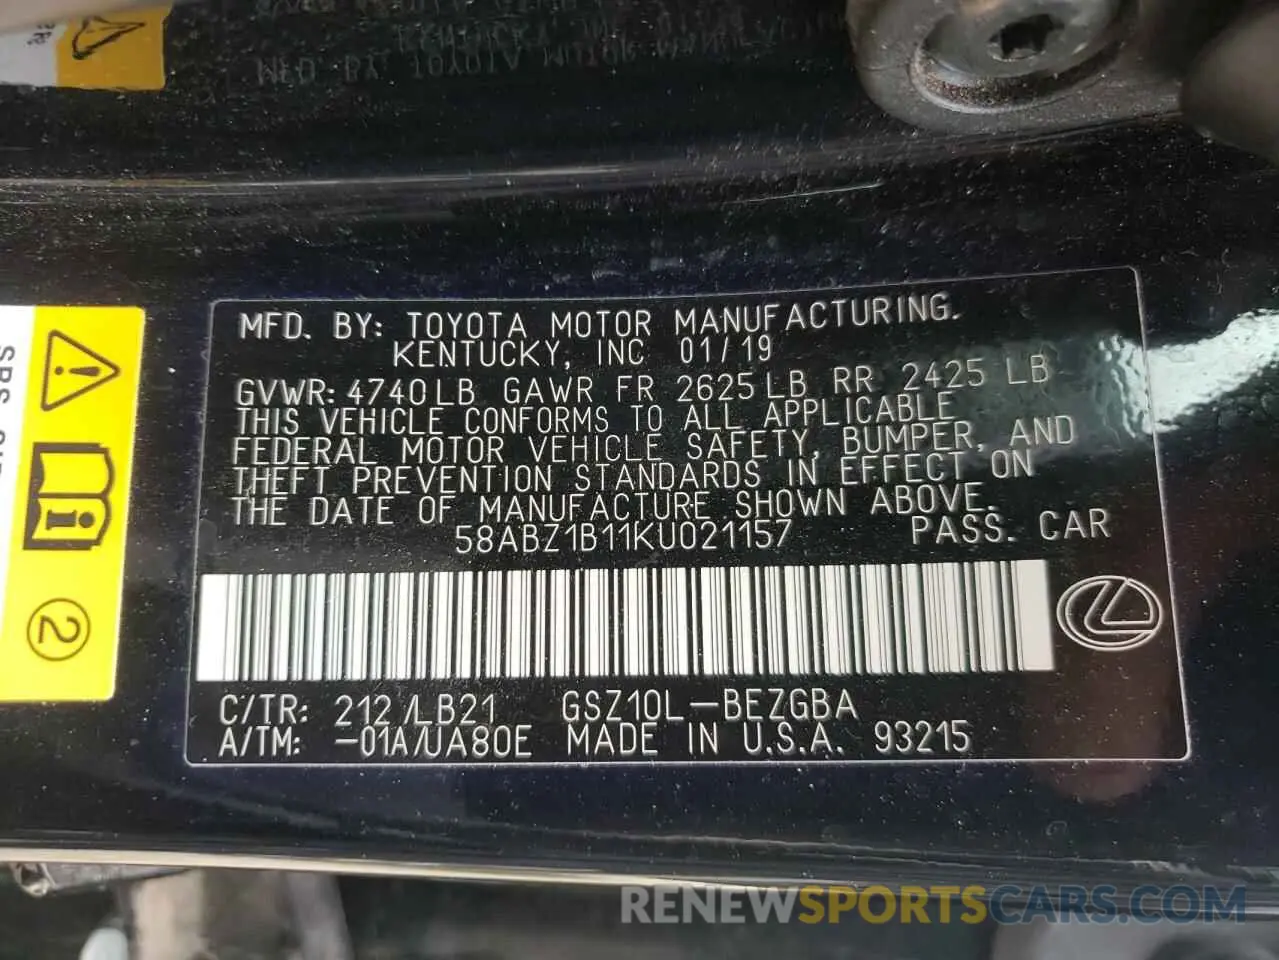 MFD. BY: TOYOTA MOTOR MANUFACTURING.
KENTUCKY, INC 01/19
GVWR: 4740LB GAWR FR 2625LB RR 2425 LB
THIS VEHICLE CONFORMS TO ALL APPLICABLE
FEDERAL MOTOR VEHICLE SAFETY, BUMPER, AND
THEFT PREVENTION STANDARDS IN EFFECT ON
THE DATE OF MANUFACTURE SHOWN ABOVE.
58ABZ1B11KU021157 PASS. CAR
C/TR: 212/LB21 GSZ10L-BEZGBA
A/TM: -01A/UA80E MADE IN U.S.A. 93215
2
RENEWSPORTSCARS.COM